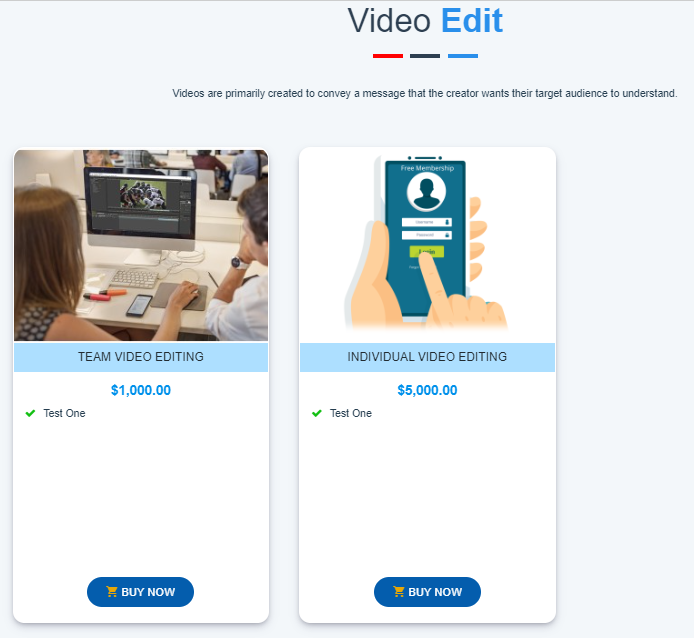 Video Edit
Videos are primarily created to convey a message that the creator wants their target audience to understand.
Free Membership
Username
Password
Login
TEAM VIDEO EDITING
INDIVIDUAL VIDEO EDITING
$1,000.00
$5,000.00
Test One
Test One
BUY NOW
BUY NOW